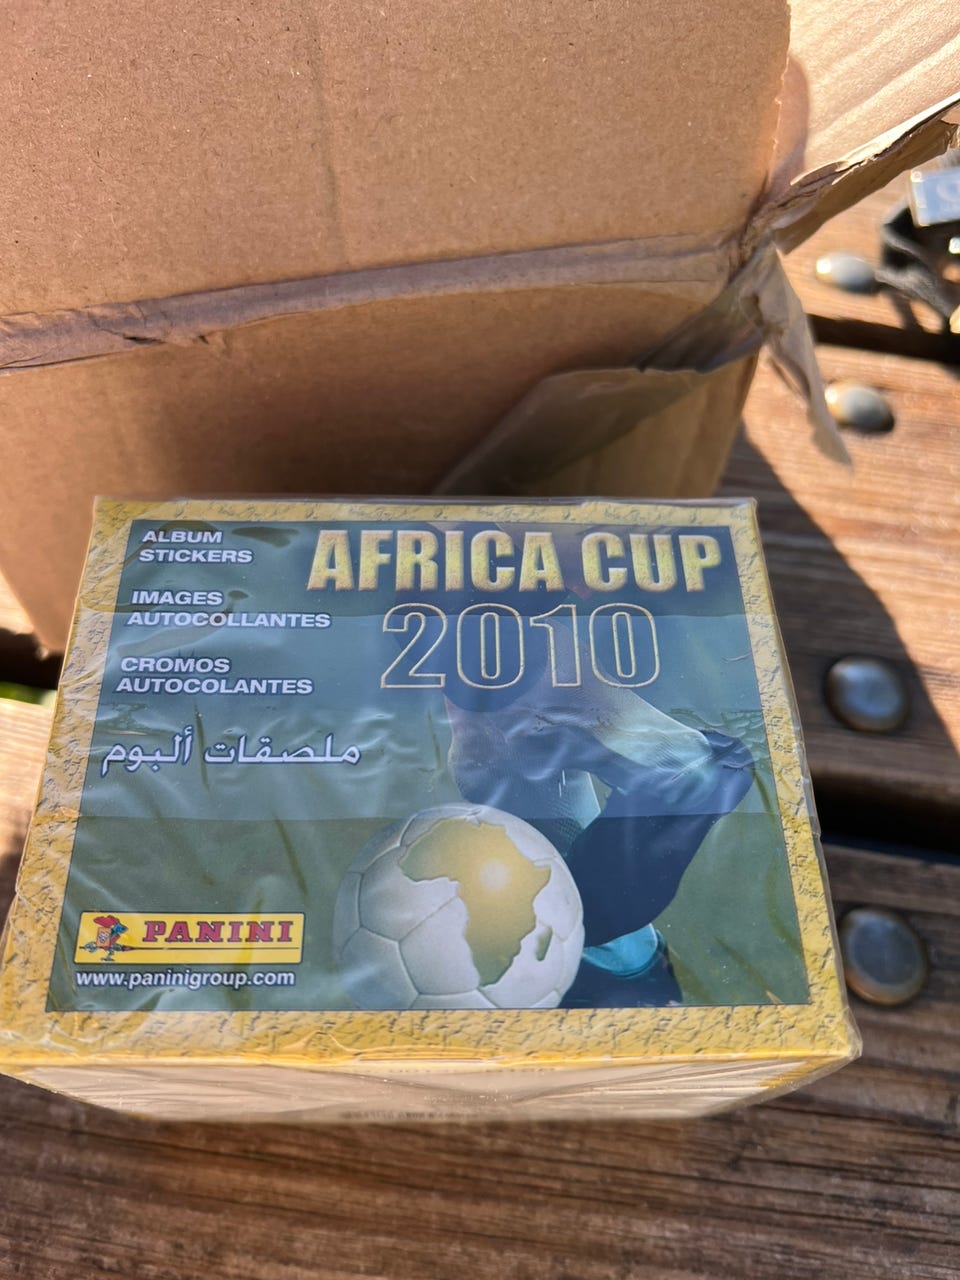 ALBUM
STICKERS
AFRICA CUP
2010
IMAGES
AUTOCOLLANTES
CROMOS
AUTOCOLANTES
ملصقات ألبوم
PANINI
www.paninigroup.com